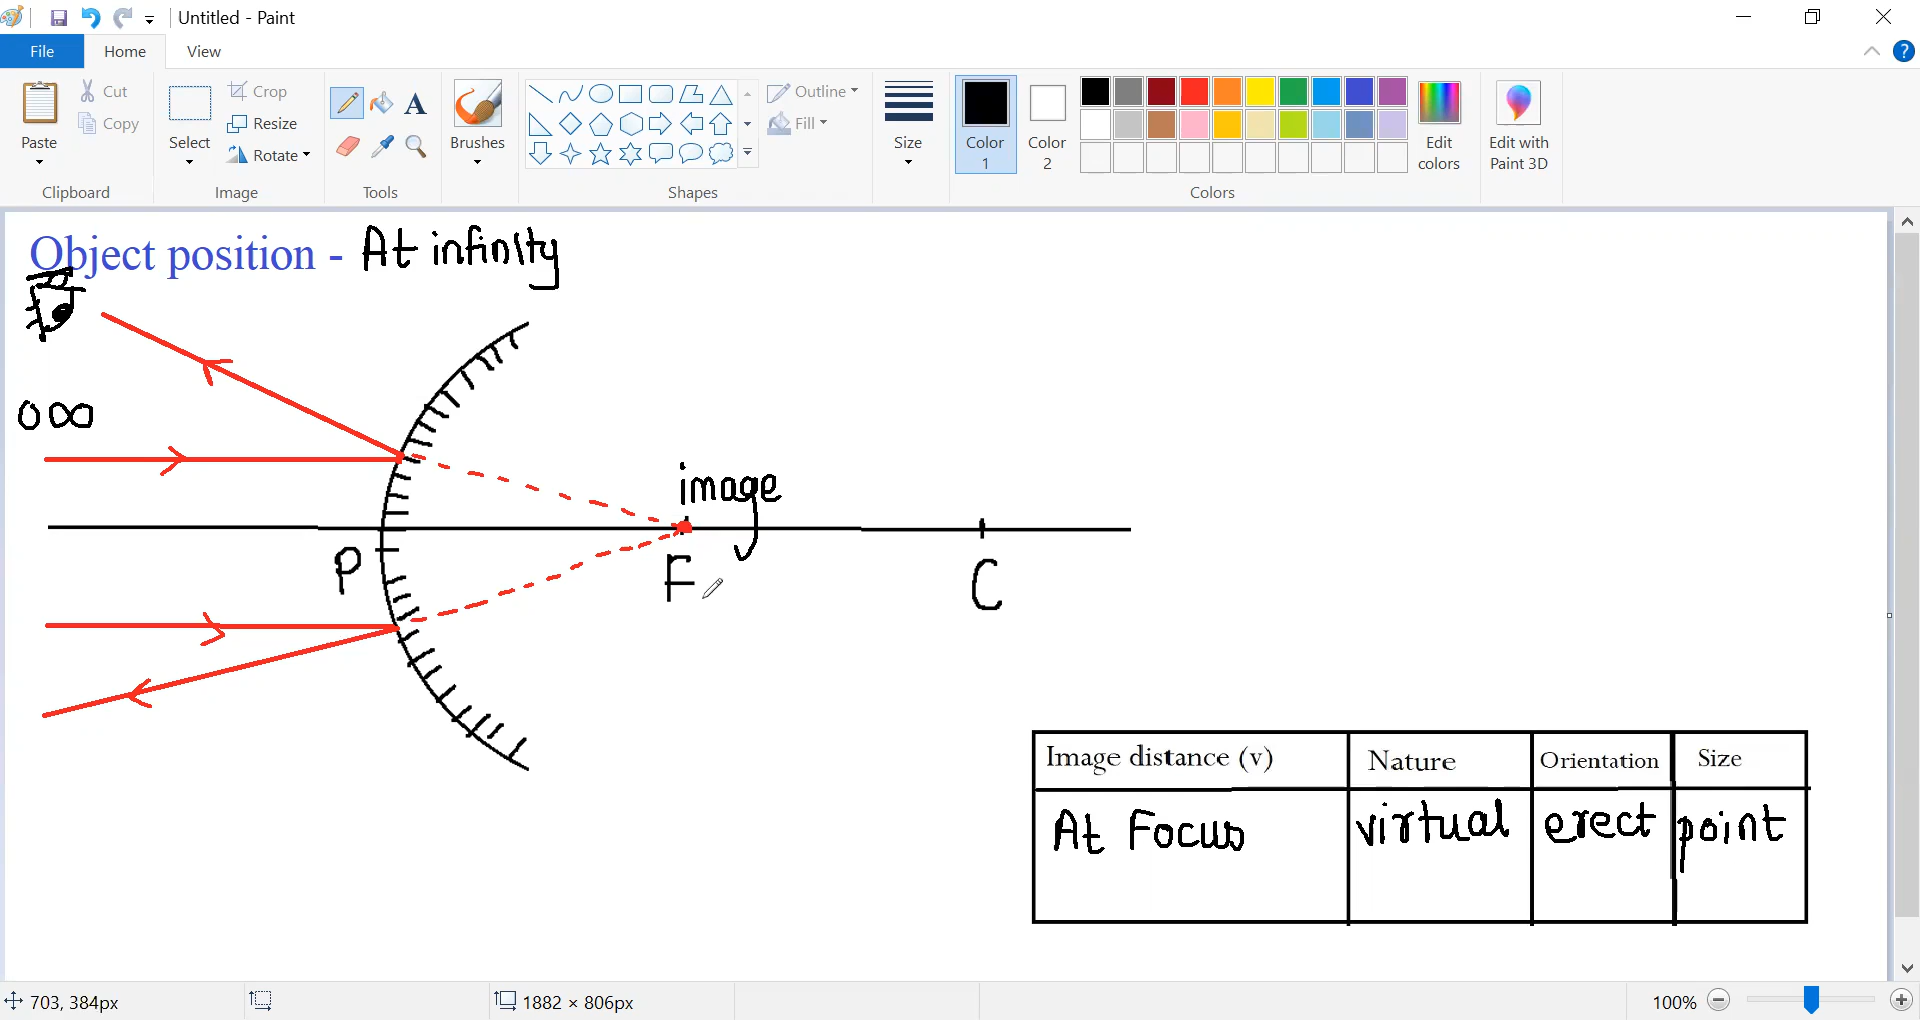 Untitled - Paint
File Home View
Cut
Copy
Paste
Clipboard
Select
Crop
Resize
Rotate
Image
A
Tools
Brushes
Outline
Fill
Shapes
Size
Color 1
Color 2
Colors
Edit colors
Edit with Paint 3D
Object position - At infinity
O∞
image
P
F
C
Image distance (v) Nature Orientation Size
At Focus virtual erect point
703, 384px
1882 × 806px
100%